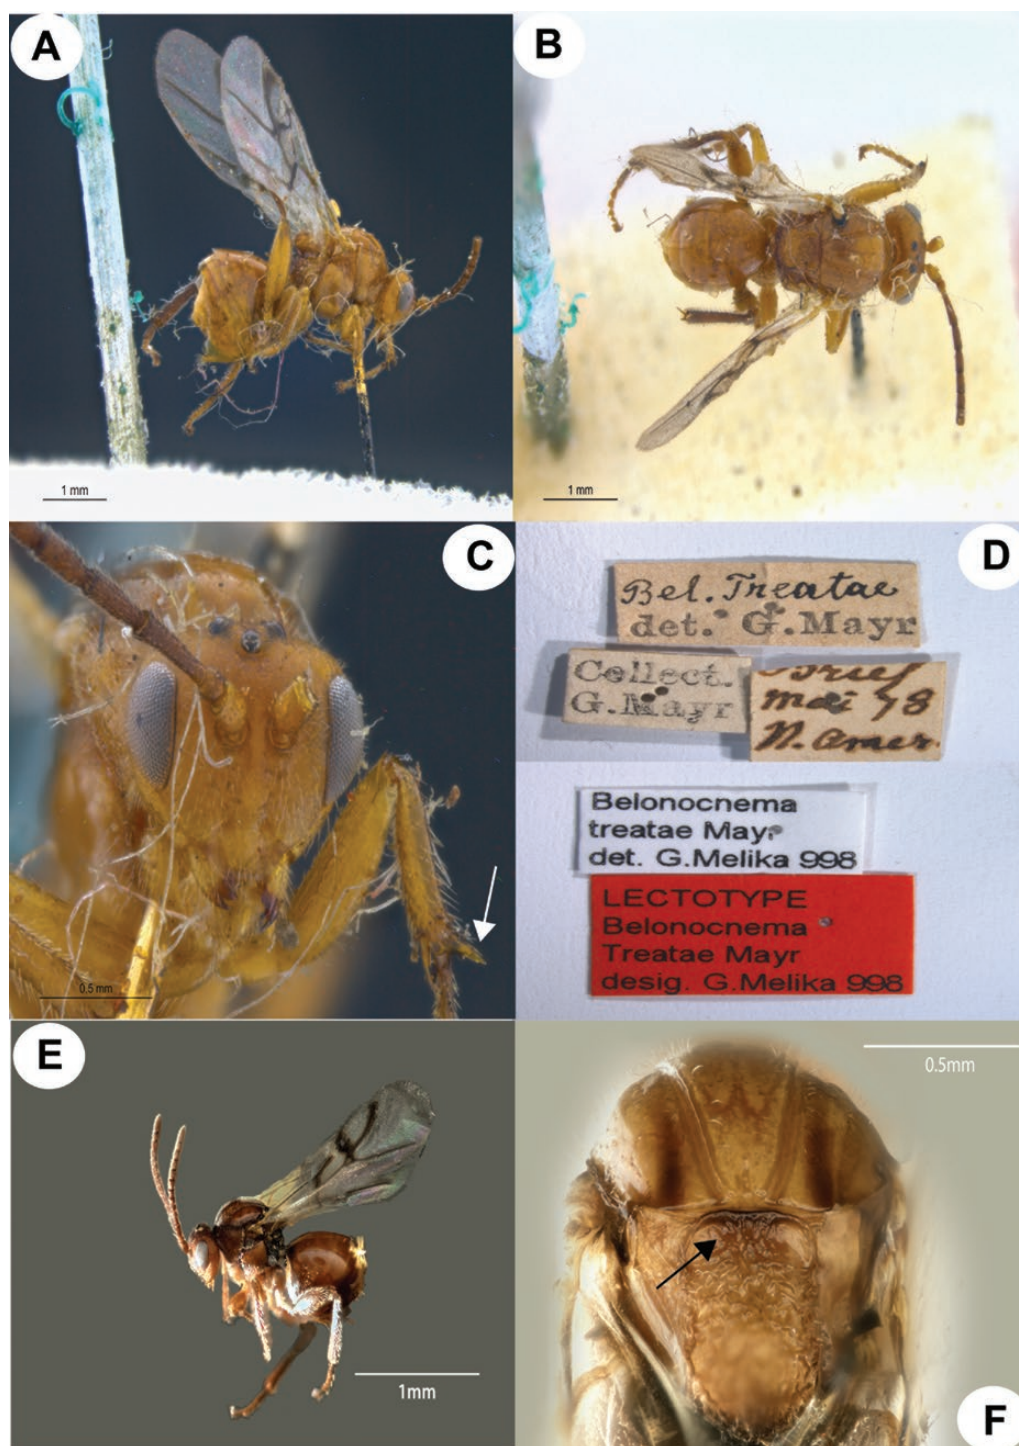 A
B
1 mm
1 mm
C
D
Bel. Treatae
det. G.Mayr
Collect.
G.Mayr
mai 78
N. Amer.
0.5 mm
Belonocnema
treatae Mayr
det. G.Melika 998
LECTOTYPE
Belonocnema
Treatae Mayr
desig. G.Melika 998
E
1mm
0.5mm
F